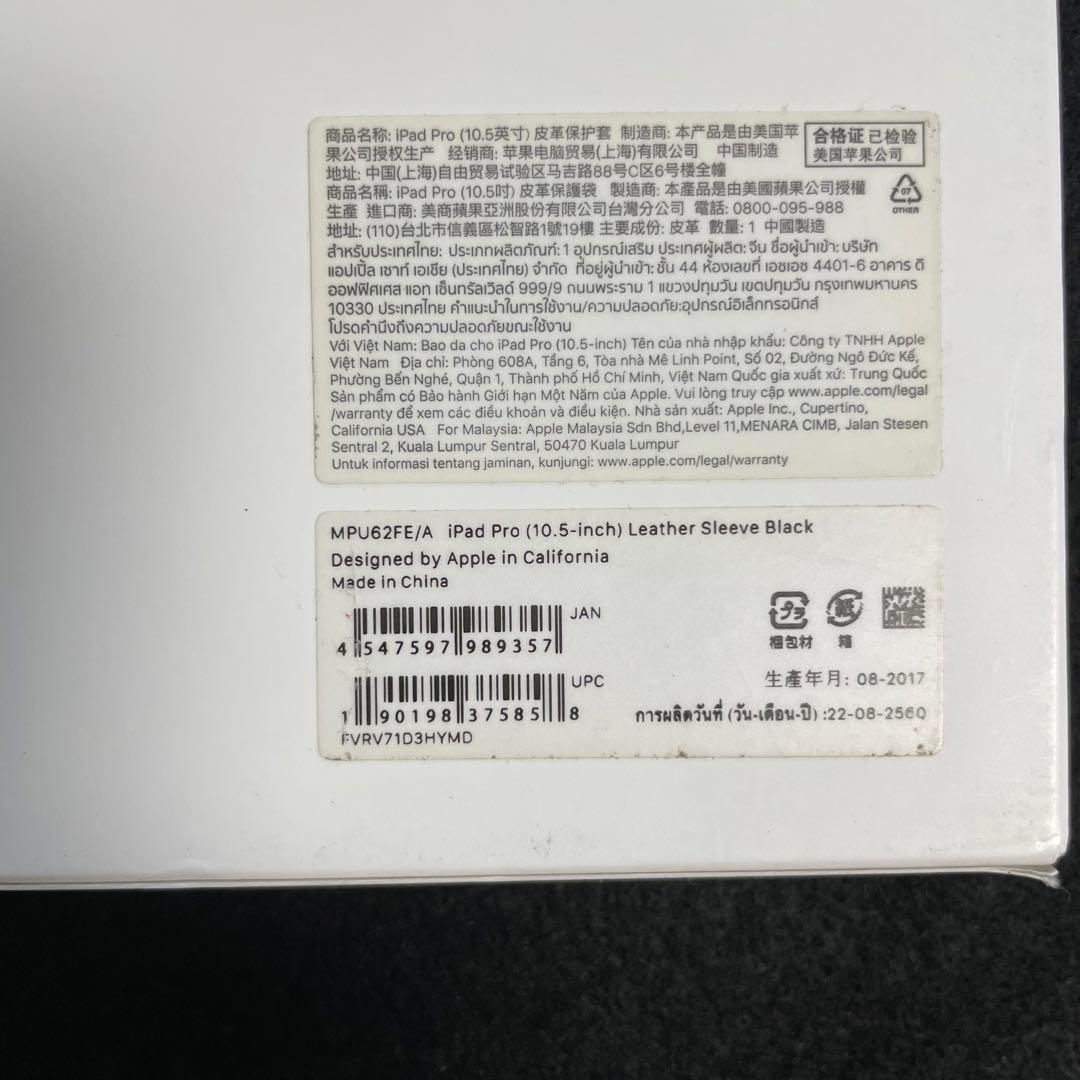 商品名称: iPad Pro (10.5英寸) 皮革保护套 制造商: 本产品是由美国苹
果公司授权生产 经销商: 苹果电脑贸易(上海)有限公司 中国制造
地址: 中国(上海)自由贸易试验区马吉路88号C区6号楼全幢
商品名稱: iPad Pro (10.5吋) 皮革保護袋 製造商: 本產品是由美國蘋果公司授權
生產 進口商: 美商蘋果亞洲股份有限公司台灣分公司 電話: 0800-095-988
地址: (110)台北市信義區松智路1號19樓 主要成份: 皮革 數量: 1 中國製造
合格证 已检验
美国苹果公司
07
OTHER
สำหรับประเทศไทย: ประเภทผลิตภัณฑ์: 1 อุปกรณ์เสริม ประเทศผู้ผลิต: จีน ชื่อผู้นำเข้า: บริษัท
แอปเปิ้ล เซาท์ เอเชีย (ประเทศไทย) จำกัด ที่อยู่ผู้นำเข้า: ชั้น 44 ห้องเลขที่ เอชเอช 4401-6 อาคาร ดิ
ออฟฟิศเศส แอท เซ็นทรัลเวิลด์ 999/9 ถนนพระราม 1 แขวงปทุมวัน เขตปทุมวัน กรุงเทพมหานคร
10330 ประเทศไทย คำแนะนำในการใช้งาน/ความปลอดภัย:อุปกรณ์อิเล็กทรอนิกส์
โปรดคำนึงถึงความปลอดภัยขณะใช้งาน
Với Việt Nam: Bao da cho iPad Pro (10.5-inch) Tên của nhà nhập khẩu: Công ty TNHH Apple
Việt Nam Địa chỉ: Phòng 608A, Tầng 6, Tòa nhà Mê Linh Point, Số 02, Đường Ngô Đức Kế,
Phường Bến Nghé, Quận 1, Thành phố Hồ Chí Minh, Việt Nam Quốc gia xuất xứ: Trung Quốc
Sản phẩm có Bảo hành Giới hạn Một Năm của Apple. Vui lòng truy cập www.apple.com/legal
/warranty để xem các điều khoản và điều kiện. Nhà sản xuất: Apple Inc., Cupertino,
California USA For Malaysia: Apple Malaysia Sdn Bhd,Level 11,MENARA CIMB, Jalan Stesen
Sentral 2, Kuala Lumpur Sentral, 50470 Kuala Lumpur
Untuk informasi tentang jaminan, kunjungi: www.apple.com/legal/warranty
MPU62FE/A iPad Pro (10.5-inch) Leather Sleeve Black
Designed by Apple in California
Made in China
JAN
4 547597 989357
プラ
紙
梱包材 箱
UPC
1 90198 37585 8
生產年月: 08-2017
การผลิตวันที่ (วัน-เดือน-ปี) :22-08-2560
FVRV71D3HYMD